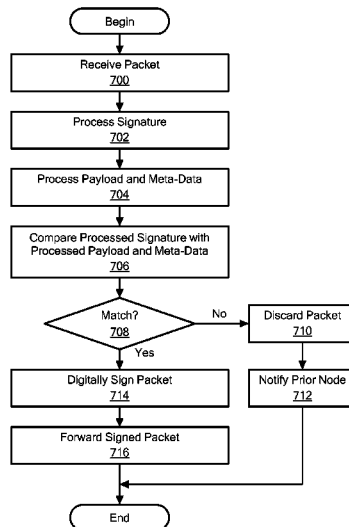 Begin
Receive Packet
700
Process Signature
702
Process Payload and Meta-Data
704
Compare Processed Signature with
Processed Payload and Meta-Data
706
Match?
708
No
Yes
Discard Packet
710
Notify Prior Node
712
Digitally Sign Packet
714
Forward Signed Packet
716
End